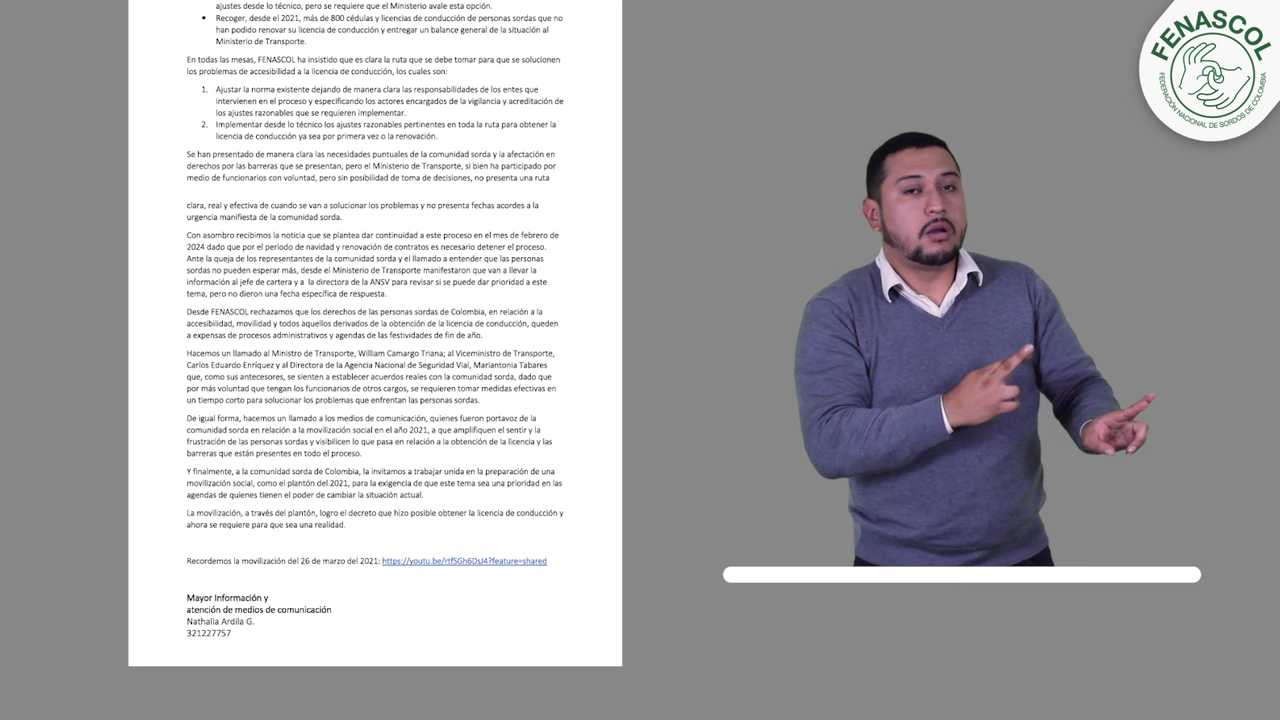 ajustes desde lo técnico, pero se requiere que el Ministerio avale esta opción.
• Recoger, desde el 2021, más de 800 cédulas y licencias de conducción de personas sordas que no
han podido renovar su licencia de conducción y entregar un balance general de la situación al
Ministerio de Transporte.
En todas las mesas, FENASCOL ha insistido que es clara la ruta que se debe tomar para que se solucionen
los problemas de accesibilidad a la licencia de conducción, los cuales son:
1. Ajustar la norma existente dejando de manera clara las responsabilidades de los entes que
intervienen en el proceso y especificando los actores encargados de la vigilancia y acreditación de
los ajustes razonables que se requieren implementar.
2. Implementar desde lo técnico los ajustes razonables pertinentes en toda la ruta para obtener la
licencia de conducción ya sea por primera vez o la renovación.
Se han presentado de manera clara las necesidades puntuales de la comunidad sorda y la afectación en
derechos por las barreras que se presentan, pero el Ministerio de Transporte, si bien ha participado por
medio de funcionarios con voluntad, pero sin posibilidad de toma de decisiones, no presenta una ruta
clara, real y efectiva de cuando se van a solucionar los problemas y no presenta fechas acordes a la
urgencia manifiesta de la comunidad sorda.
Con asombro recibimos la noticia que se plantea dar continuidad a este proceso en el mes de febrero de
2024 dado que por el periodo de navidad y renovación de contratos es necesario detener el proceso.
Ante la queja de los representantes de la comunidad sorda y el llamado a entender que las personas
sordas no pueden esperar más, desde el Ministerio de Transporte manifestaron que van a llevar la
información al jefe de cartera y a la directora de la ANSV para revisar si se puede dar prioridad a este
tema, pero no dieron una fecha específica de respuesta.
Desde FENASCOL rechazamos que los derechos de las personas sordas de Colombia, en relación a la
accesibilidad, movilidad y todos aquellos derivados de la obtención de la licencia de conducción, queden
a expensas de procesos administrativos y agendas de las festividades de fin de año.
Hacemos un llamado al Ministro de Transporte, William Camargo Triana; al Viceministro de Transporte,
Carlos Eduardo Enríquez y al Directora de la Agencia Nacional de Seguridad Vial, Mariantonia Tabares
que, como sus antecesores, se sienten a establecer acuerdos reales con la comunidad sorda, dado que
por más voluntad que tengan los funcionarios de otros cargos, se requieren tomar medidas efectivas en
un tiempo corto para solucionar los problemas que enfrentan las personas sordas.
De igual forma, hacemos un llamado a los medios de comunicación, quienes fueron portavoz de la
comunidad sorda en relación a la movilización social en el año 2021, a que amplifiquen el sentir y la
frustración de las personas sordas y visibilicen lo que pasa en relación a la obtención de la licencia y las
barreras que están presentes en todo el proceso.
Y finalmente, a la comunidad sorda de Colombia, la invitamos a trabajar unida en la preparación de una
movilización social, como el plantón del 2021, para la exigencia de que este tema sea una prioridad en las
agendas de quienes tienen el poder de cambiar la situación actual.
La movilización, a través del plantón, logro el decreto que hizo posible obtener la licencia de conducción y
ahora se requiere para que sea una realidad.
Recordemos la movilización del 26 de marzo del 2021: https://youtu.be/rtfSGh6DsJ4?feature=shared
Mayor Información y
atención de medios de comunicación
Nathalia Ardila G.
321227757
FENASCOL
FEDERACIÓN NACIONAL DE SORDOS DE COLOMBIA